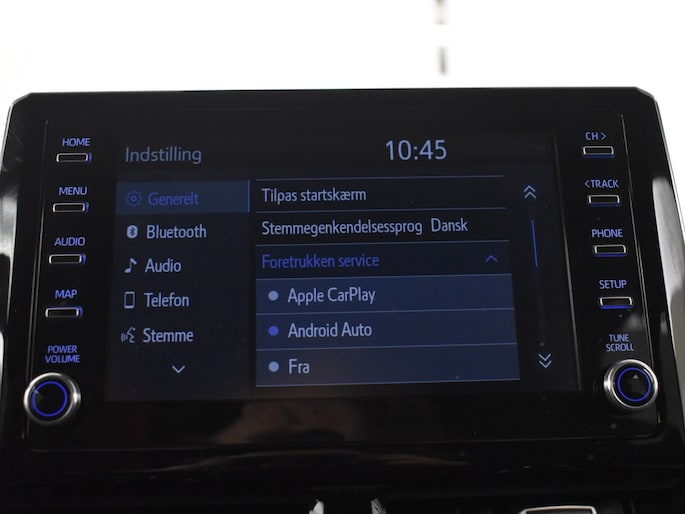 HOME
MENU
AUDIO
MAP
POWER
VOLUME
Indstilling
10:45
Generelt
Bluetooth
Audio
Telefon
Stemme
Tilpas startskærm
Stemmegenkendelsessprog Dansk
Foretrukken service
Apple CarPlay
Android Auto
Fra
CH >
<TRACK
PHONE
SETUP
TUNE
SCROLL